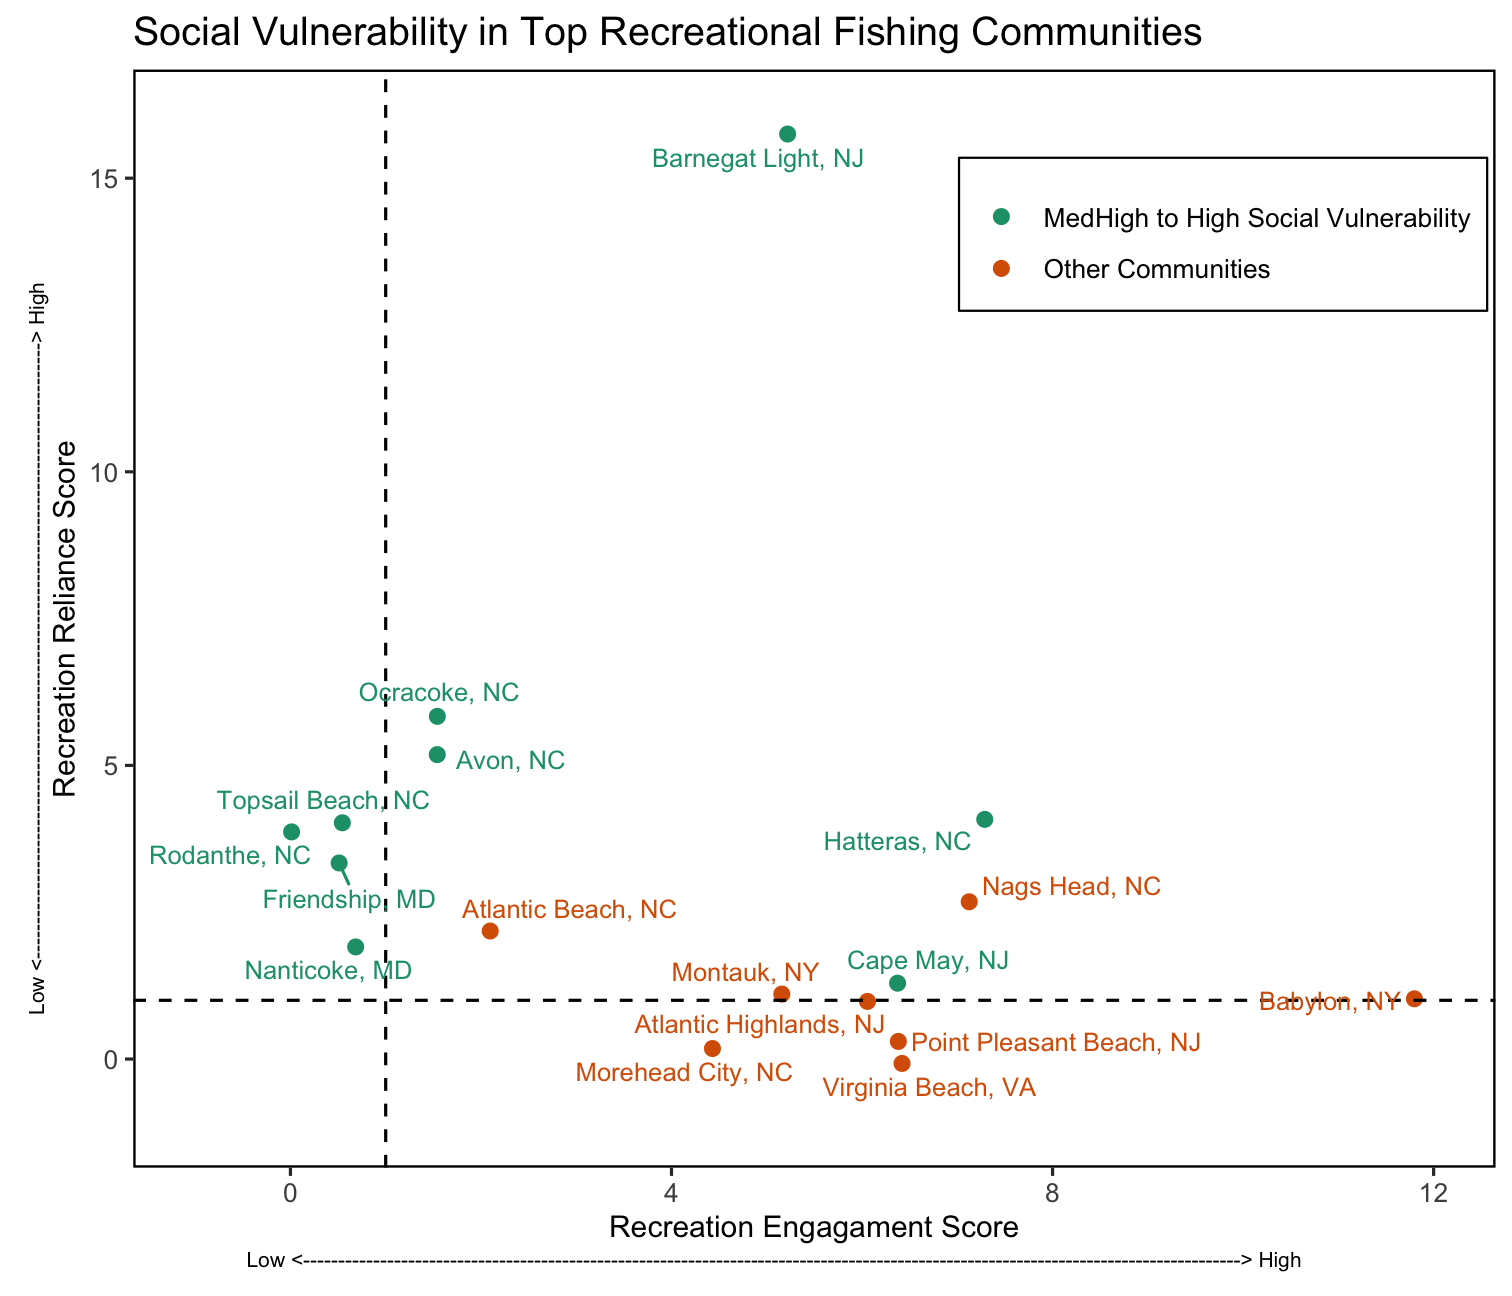 Social Vulnerability in Top Recreational Fishing Communities
Barnegat Light, NJ
MedHigh to High Social Vulnerability
Other Communities
15
10
5
0
Low <-----------------------------------------------------------------------------------> High
Recreation Reliance Score
Ocracoke, NC
Avon, NC
Topsail Beach, NC
Rodanthe, NC
Hatteras, NC
Friendship, MD
Nags Head, NC
Atlantic Beach, NC
Nanticoke, MD
Cape May, NJ
Montauk, NY
Babylon, NY
Atlantic Highlands, NJ
Point Pleasant Beach, NJ
Morehead City, NC
Virginia Beach, VA
0
4
8
12
Recreation Engagament Score
Low <--------------------------------------------------------------------------------------------------------------------------------------> High